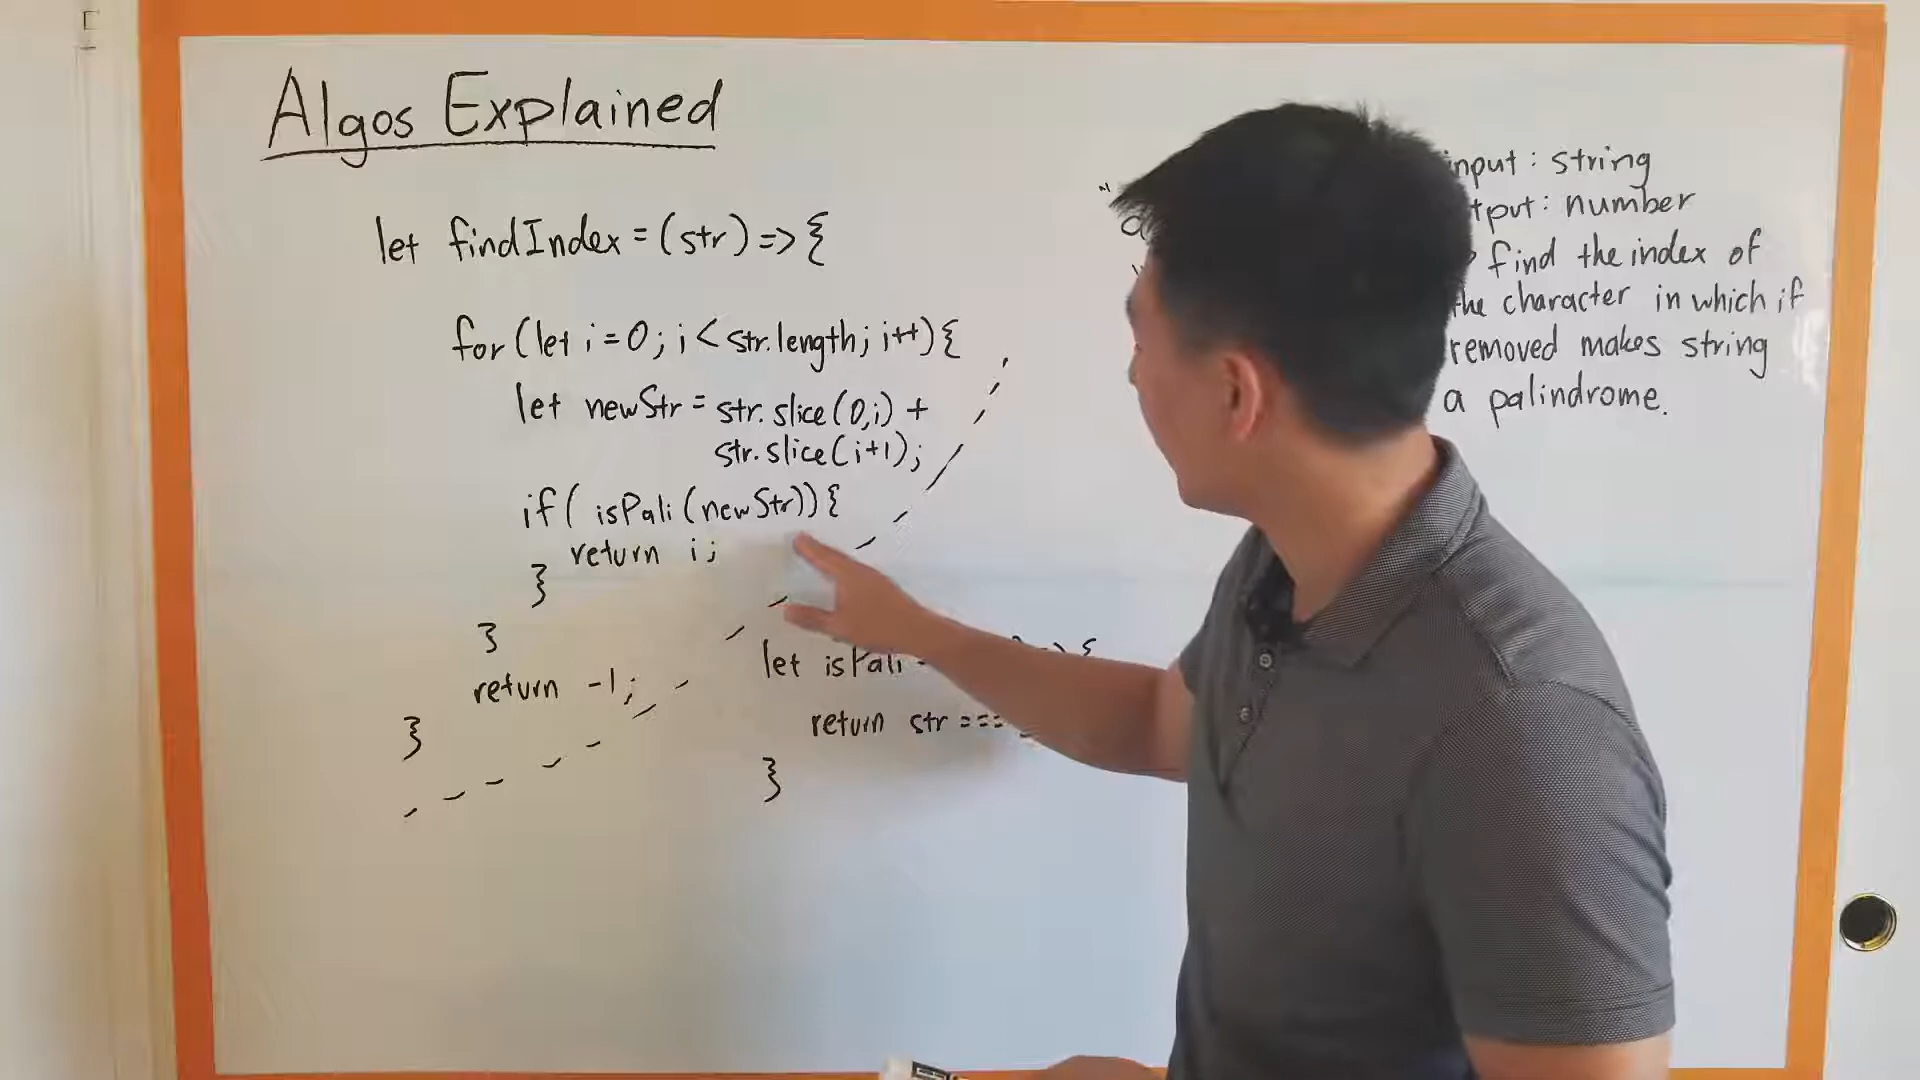 Algos Explained
let findIndex = (str) => {
for (let i = 0; i < str.length; i++) {
let newStr = str.slice(0,i) +
str.slice(i+1);
if( isPali (newStr)) {
return i;
}
}
return -1;
}
let isPali
return str ===
}
input: string
output: number
find the index of
the character in which if
removed makes string
a palindrome.